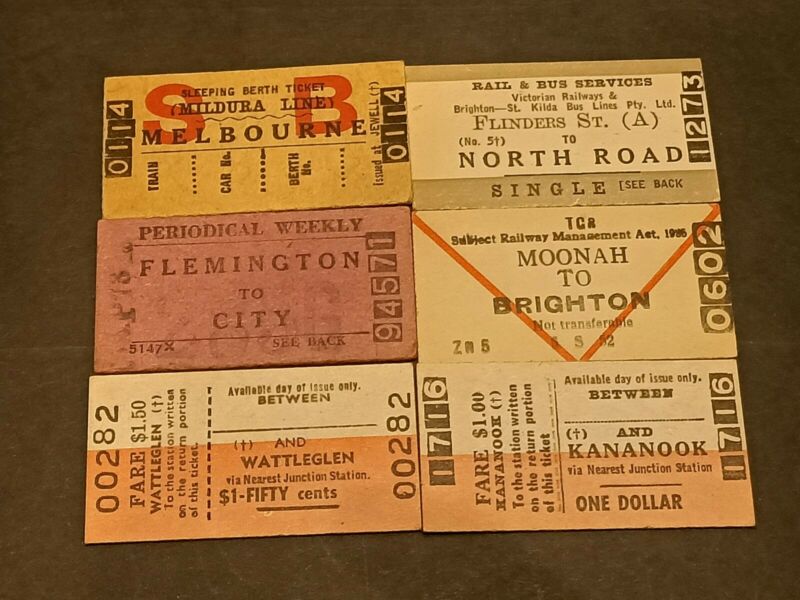 SLEEPING BERTH TICKET
(MILDURA LINE)
S B
MELBOURNE
TRAIN
CAR No.
BERTH No.
Issued at JEWELL (†)
0114
0114
RAIL & BUS SERVICES
Victorian Railways &
Brighton—St. Kilda Bus Lines Pty. Ltd.
FLINDERS ST. (A)
(No. 5†) TO
NORTH ROAD
SINGLE [SEE BACK
1273
PERIODICAL WEEKLY
FLEMINGTON
TO
CITY
5147X SEE BACK
94571
TGR
Subject Railway Management Act, 1935
MOONAH
TO
BRIGHTON
Not transferable
S 52
0602
00282
FARE $1.50
WATTLEGLEN (†)
To the station written
on the return portion
of this ticket.
Available day of issue only.
BETWEEN
(†) AND
WATTLEGLEN
via Nearest Junction Station.
$1-FIFTY cents
00282
1716
FARE $1.00
KANANOOK (†)
To the station written
on the return portion
of this ticket
Available day of issue only.
BETWEEN
(†) AND
KANANOOK
via Nearest Junction Station.
ONE DOLLAR
1716